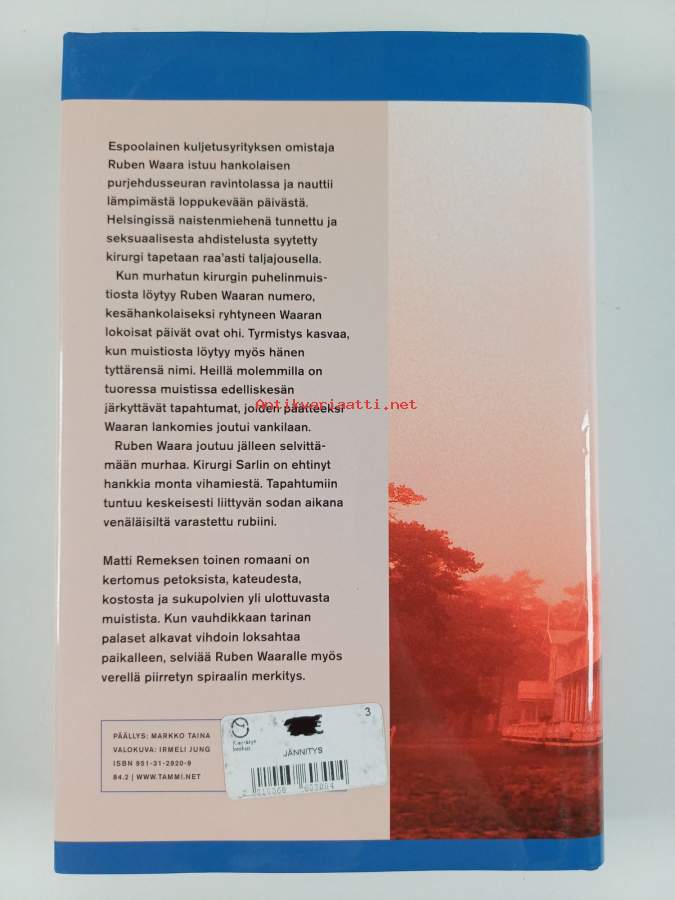 Espoolainen kuljetusyrityksen omistaja
Ruben Waara istuu hankolaisen
purjehdusseuran ravintolassa ja nauttii
lämpimästä loppukevään päivästä.
Helsingissä naistenmiehenä tunnettu ja
seksuaalisesta ahdistelusta syytetty
kirurgi tapetaan raa'asti taljajousella.
Kun murhatun kirurgin puhelinmuis-
tiosta löytyy Ruben Waaran numero,
kesähankolaiseksi ryhtyneen Waaran
lokoisat päivät ovat ohi. Tyrmistys kasvaa,
kun muistiosta löytyy myös hänen
tyttärensä nimi. Heillä molemmilla on
tuoressa muistissa edelliskesän
järkyttävät tapahtumat, joiden päätteeksi
Antikvariaatti.net
Waaran lankomies joutui vankilaan.
Ruben Waara joutuu jälleen selvittä-
mään murhaa. Kirurgi Sarlin on ehtinyt
hankkia monta vihamiestä. Tapahtumiin
tuntuu keskeisesti liittyvän sodan aikana
venäläisiltä varastettu rubiini.
Matti Remeksen toinen romaani on
kertomus petoksista, kateudesta,
kostosta ja sukupolvien yli ulottuvasta
muistista. Kun vauhdikkaan tarinan
palaset alkavat vihdoin loksahtaa
paikalleen, selviää Ruben Waaralle myös
verellä piirretyn spiraalin merkitys.
PÄÄLLYS: MARKKO TAINA
VALOKUVA: IRMELI JUNG
ISBN 951-31-2920-9
84.2 | WWW.TAMMI.NET
3
JÄNNITYS